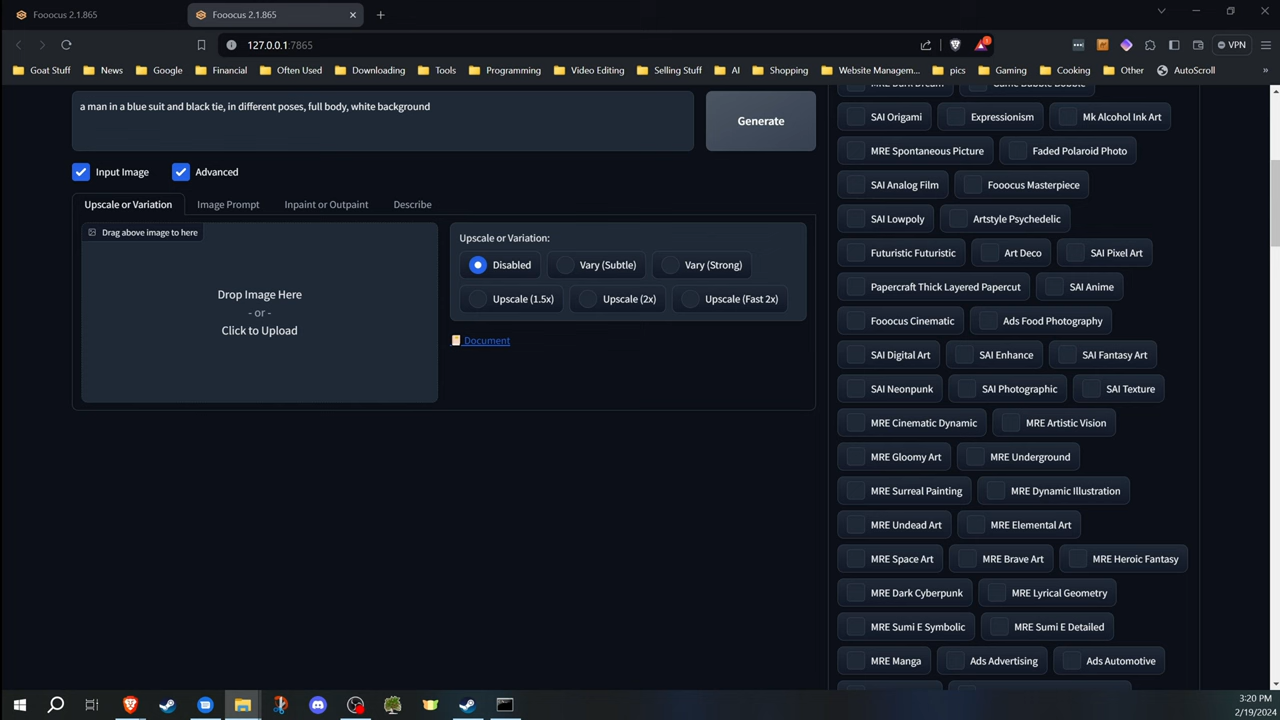 Fooocus 2.1.865
Fooocus 2.1.865
127.0.0.1:7865
VPN
Goat Stuff
News
Google
Financial
Often Used
Downloading
Tools
Programming
Video Editing
Selling Stuff
AI
Shopping
Website Managem...
pics
Gaming
Cooking
Other
AutoScroll
a man in a blue suit and black tie, in different poses, full body, white background
Generate
Input Image
Advanced
Upscale or Variation
Image Prompt
Inpaint or Outpaint
Describe
Drag above image to here
Drop Image Here
- or -
Click to Upload
Upscale or Variation:
Disabled
Vary (Subtle)
Vary (Strong)
Upscale (1.5x)
Upscale (2x)
Upscale (Fast 2x)
Document
MRE Dark Dream
Game Bubble Bobble
SAI Origami
Expressionism
Mk Alcohol Ink Art
MRE Spontaneous Picture
Faded Polaroid Photo
SAI Analog Film
Fooocus Masterpiece
SAI Lowpoly
Artstyle Psychedelic
Futuristic Futuristic
Art Deco
SAI Pixel Art
Papercraft Thick Layered Papercut
SAI Anime
Fooocus Cinematic
Ads Food Photography
SAI Digital Art
SAI Enhance
SAI Fantasy Art
SAI Neonpunk
SAI Photographic
SAI Texture
MRE Cinematic Dynamic
MRE Artistic Vision
MRE Gloomy Art
MRE Underground
MRE Surreal Painting
MRE Dynamic Illustration
MRE Undead Art
MRE Elemental Art
MRE Space Art
MRE Brave Art
MRE Heroic Fantasy
MRE Dark Cyberpunk
MRE Lyrical Geometry
MRE Sumi E Symbolic
MRE Sumi E Detailed
MRE Manga
Ads Advertising
Ads Automotive
3:20 PM
2/19/2024